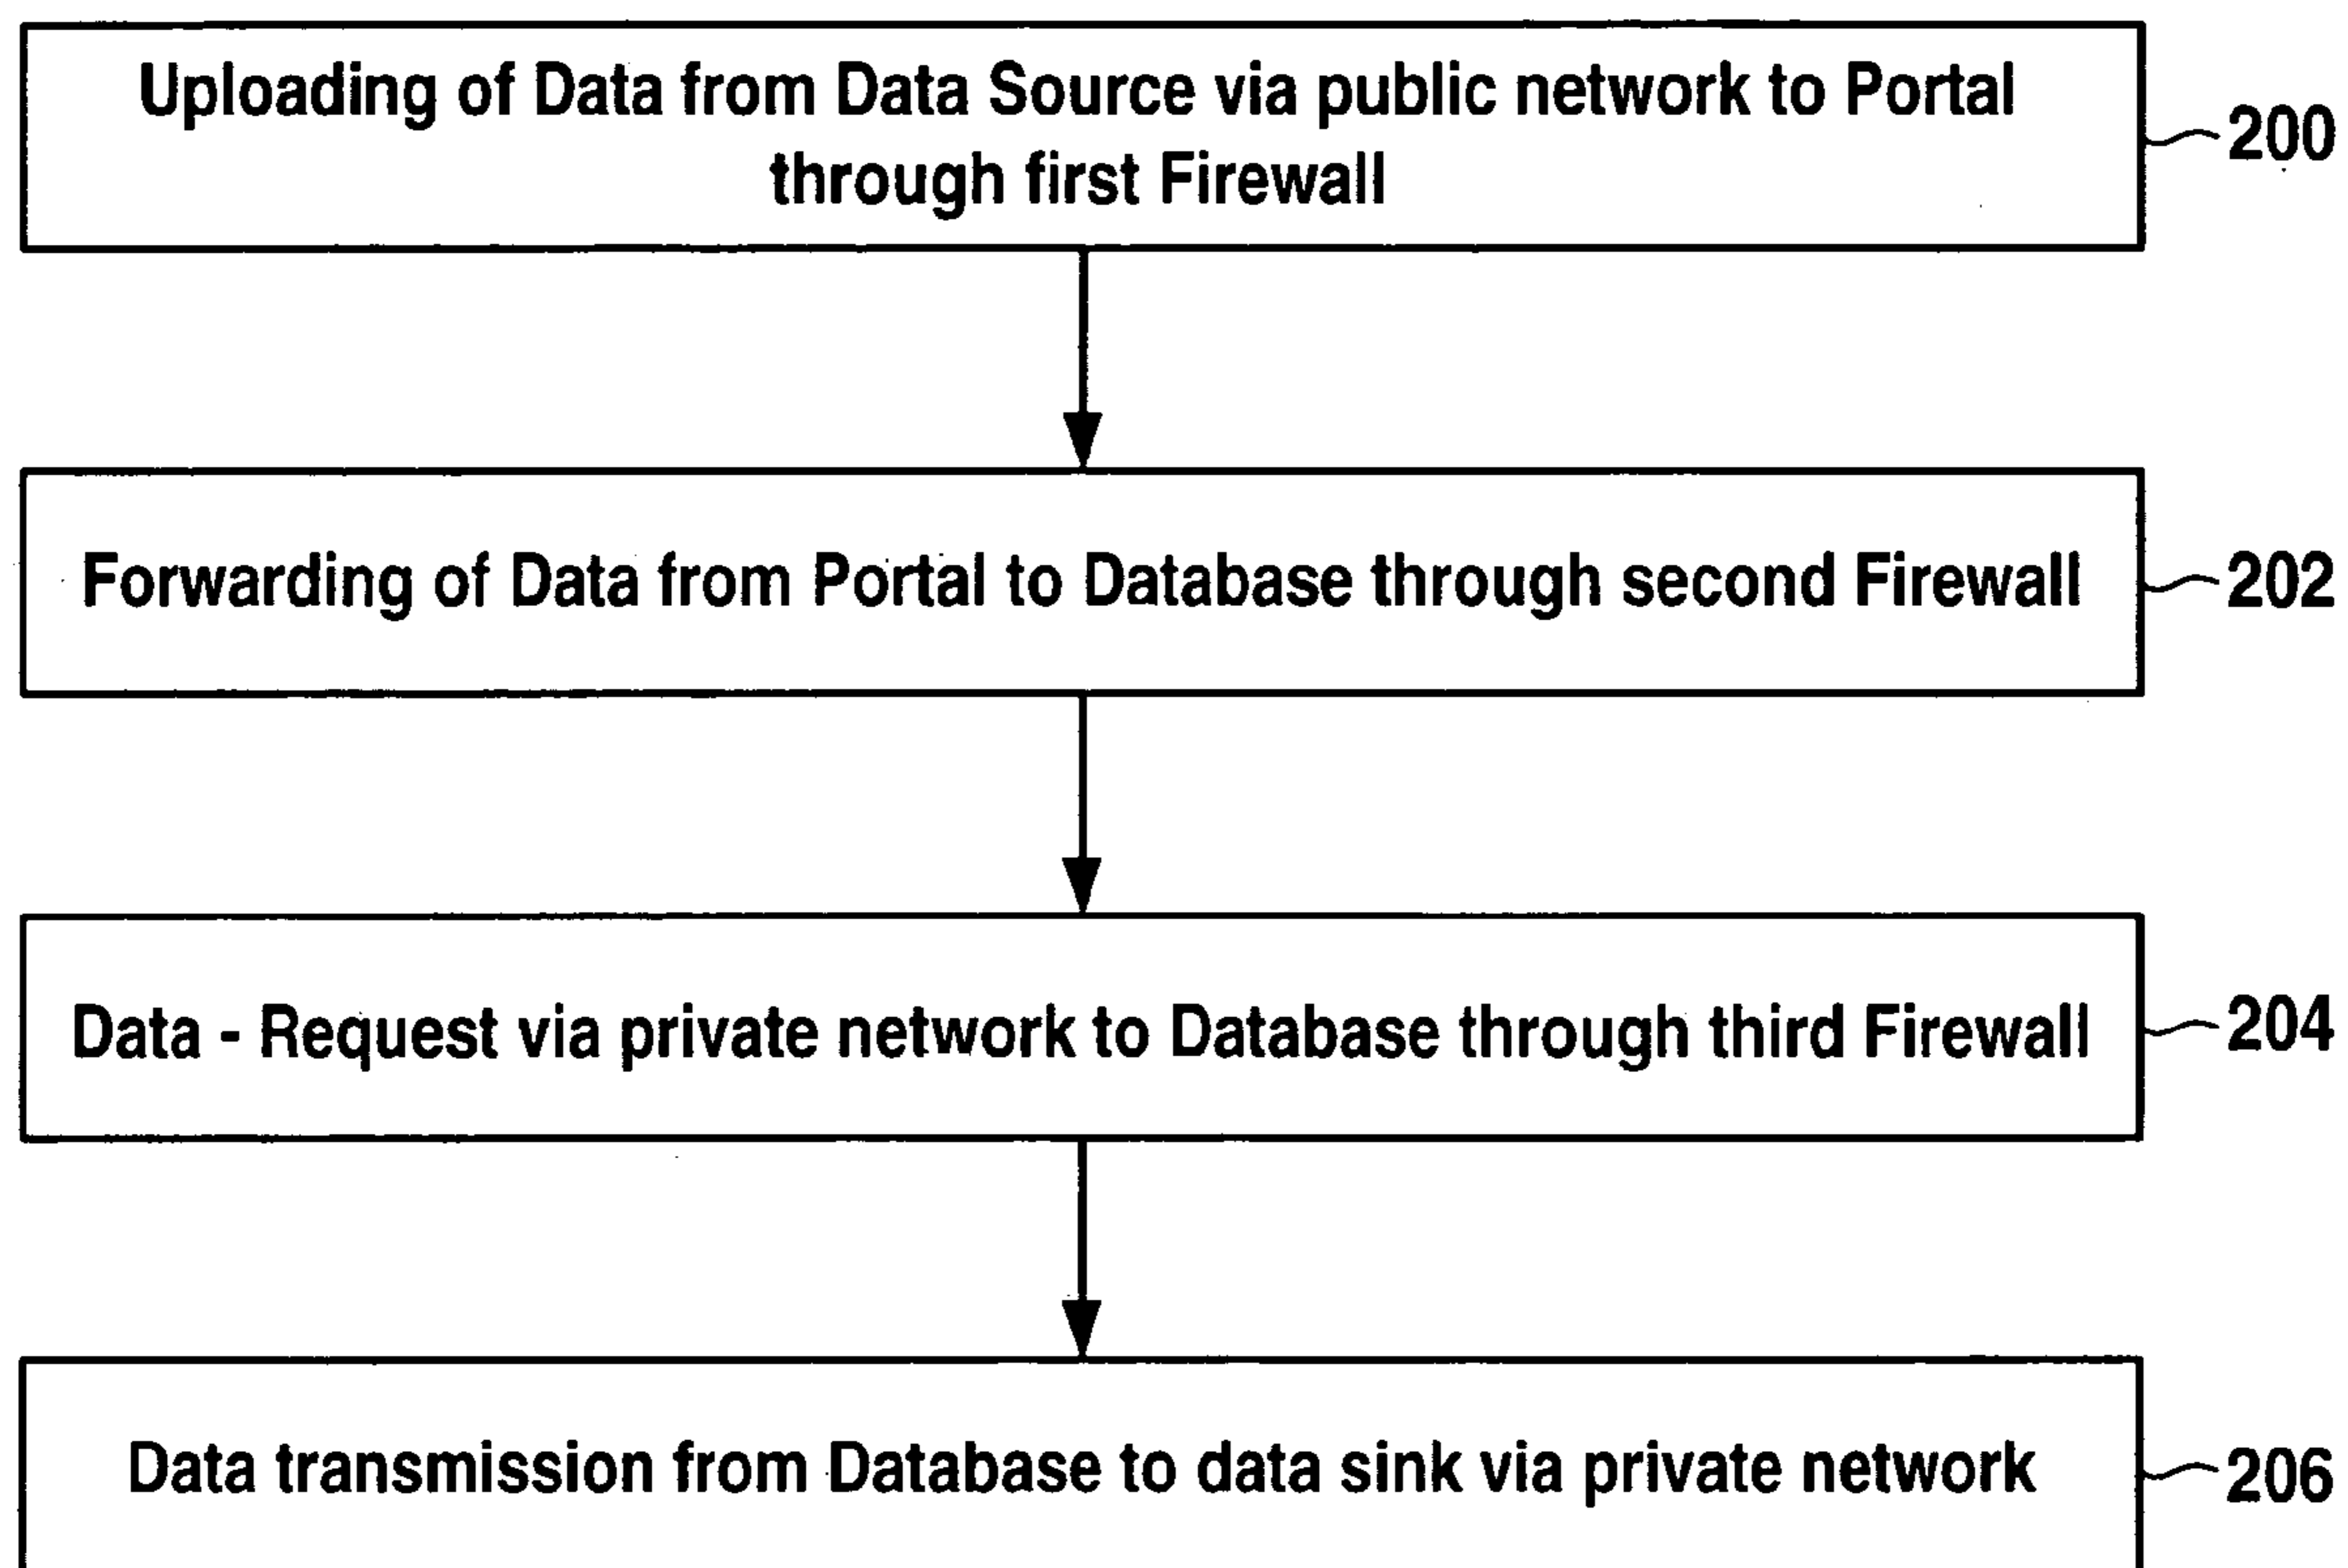 Uploading of Data from Data Source via public network to Portal
through first Firewall
200
Forwarding of Data from Portal to Database through second Firewall
202
Data - Request via private network to Database through third Firewall
204
Data transmission from Database to data sink via private network
206